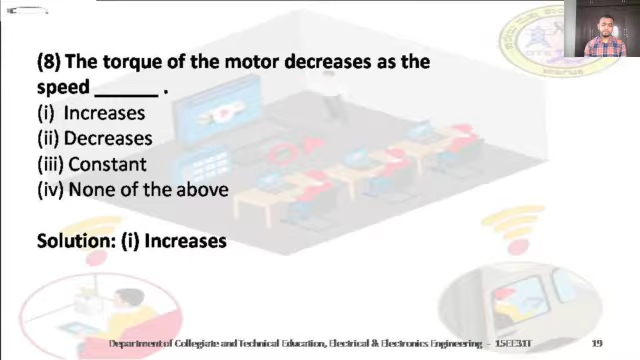 (8) The torque of the motor decreases as the
speed ______ .
(i) Increases
(ii) Decreases
(iii) Constant
(iv) None of the above
Solution: (i) Increases
Department of Collegiate and Technical Education, Electrical & Electronics Engineering – 15EE31T
19